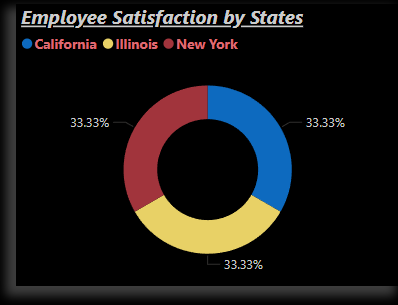 Employee Satisfaction by States
California Illinois New York
33.33% 33.33%
33.33%